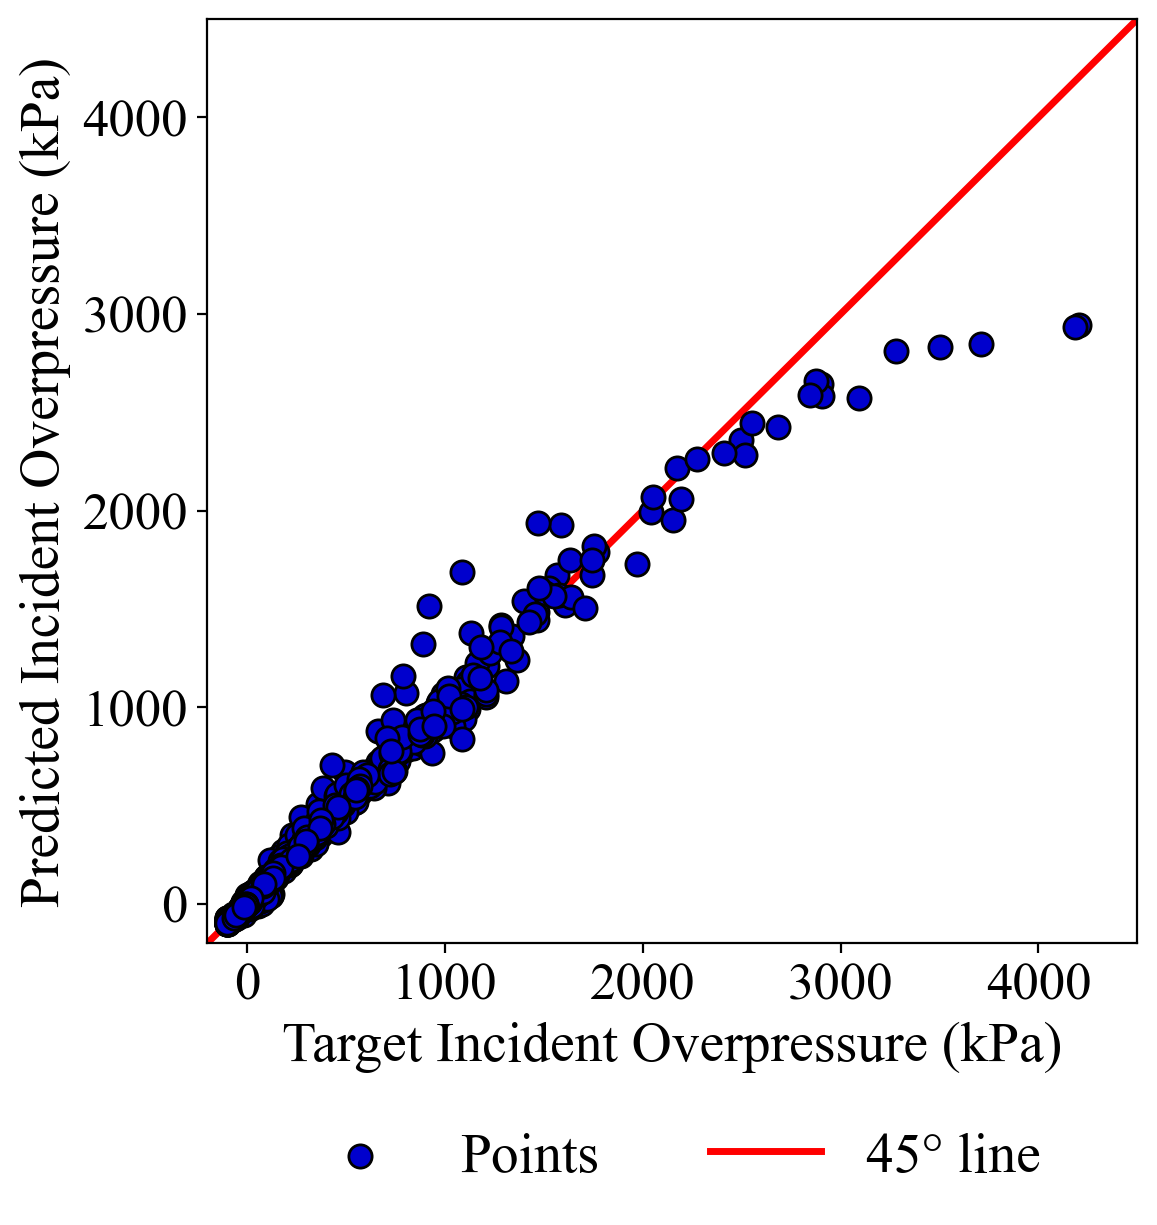 Predicted Incident Overpressure (kPa)
4000
3000
2000
1000
0
0 1000 2000 3000 4000
Target Incident Overpressure (kPa)
Points 45° line